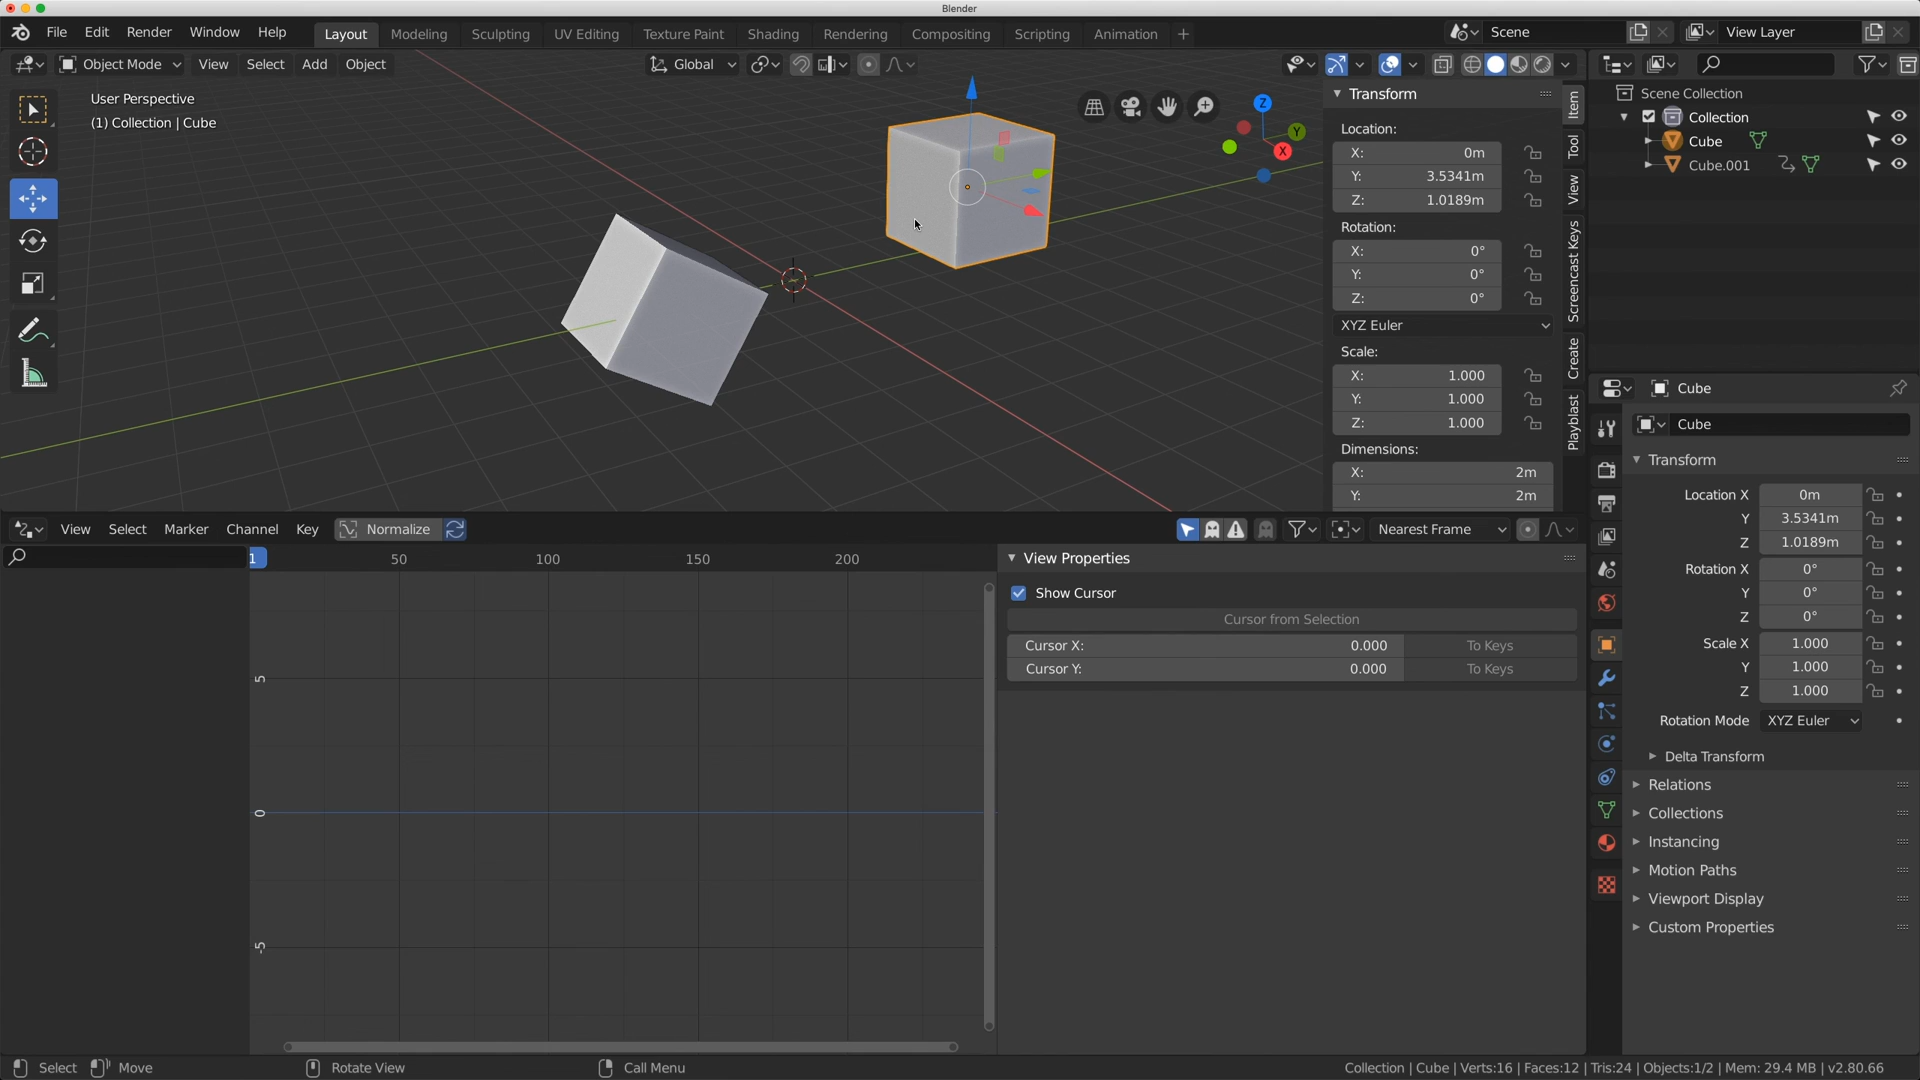 Blender
File Edit Render Window Help Layout Modeling Sculpting UV Editing Texture Paint Shading Rendering Compositing Scripting Animation + Scene View Layer
Object Mode View Select Add Object Global
User Perspective
(1) Collection | Cube
Z
Y
X
Transform
Location:
X: 0m
Y: 3.5341m
Z: 1.0189m
Rotation:
X: 0°
Y: 0°
Z: 0°
XYZ Euler
Scale:
X: 1.000
Y: 1.000
Z: 1.000
Dimensions:
X: 2m
Y: 2m
Item
Tool
View
Screencast Keys
Create
Playblast
Scene Collection
Collection
Cube
Cube.001
Cube
Cube
Transform
Location X 0m
Y 3.5341m
Z 1.0189m
Rotation X 0°
Y 0°
Z 0°
Scale X 1.000
Y 1.000
Z 1.000
Rotation Mode XYZ Euler
Delta Transform
Relations
Collections
Instancing
Motion Paths
Viewport Display
Custom Properties
View Select Marker Channel Key Normalize Nearest Frame
1 50 100 150 200
5
0
-5
View Properties
Show Cursor
Cursor from Selection
Cursor X: 0.000 To Keys
Cursor Y: 0.000 To Keys
Select Move Rotate View Call Menu Collection | Cube | Verts:16 | Faces:12 | Tris:24 | Objects:1/2 | Mem: 29.4 MB | v2.80.66